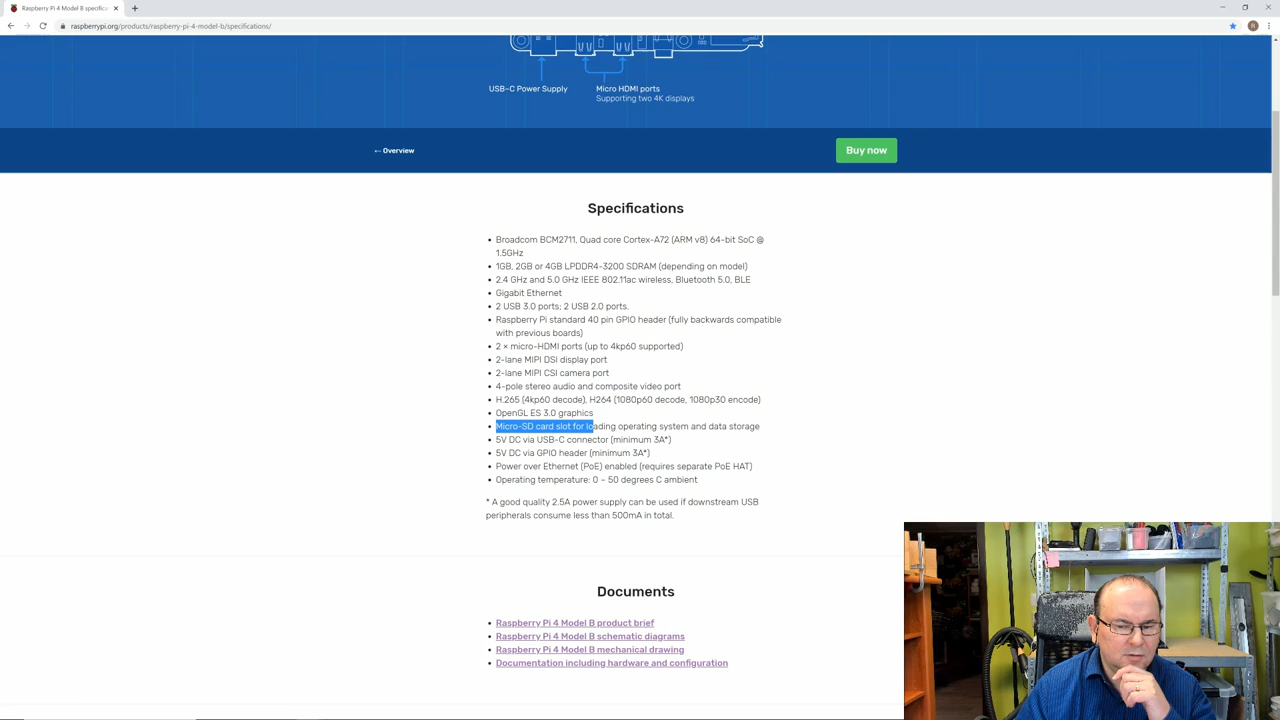 Raspberry Pi 4 Model B specifica
raspberrypi.org/products/raspberry-pi-4-model-b/specifications/
USB-C Power Supply
Micro HDMI ports
Supporting two 4K displays
← Overview
Buy now
Specifications
• Broadcom BCM2711, Quad core Cortex-A72 (ARM v8) 64-bit SoC @
1.5GHz
• 1GB, 2GB or 4GB LPDDR4-3200 SDRAM (depending on model)
• 2.4 GHz and 5.0 GHz IEEE 802.11ac wireless, Bluetooth 5.0, BLE
• Gigabit Ethernet
• 2 USB 3.0 ports; 2 USB 2.0 ports.
• Raspberry Pi standard 40 pin GPIO header (fully backwards compatible
with previous boards)
• 2 × micro-HDMI ports (up to 4kp60 supported)
• 2-lane MIPI DSI display port
• 2-lane MIPI CSI camera port
• 4-pole stereo audio and composite video port
• H.265 (4kp60 decode), H264 (1080p60 decode, 1080p30 encode)
• OpenGL ES 3.0 graphics
• Micro-SD card slot for loading operating system and data storage
• 5V DC via USB-C connector (minimum 3A*)
• 5V DC via GPIO header (minimum 3A*)
• Power over Ethernet (PoE) enabled (requires separate PoE HAT)
• Operating temperature: 0 – 50 degrees C ambient
* A good quality 2.5A power supply can be used if downstream USB
peripherals consume less than 500mA in total.
Documents
• Raspberry Pi 4 Model B product brief
• Raspberry Pi 4 Model B schematic diagrams
• Raspberry Pi 4 Model B mechanical drawing
• Documentation including hardware and configuration